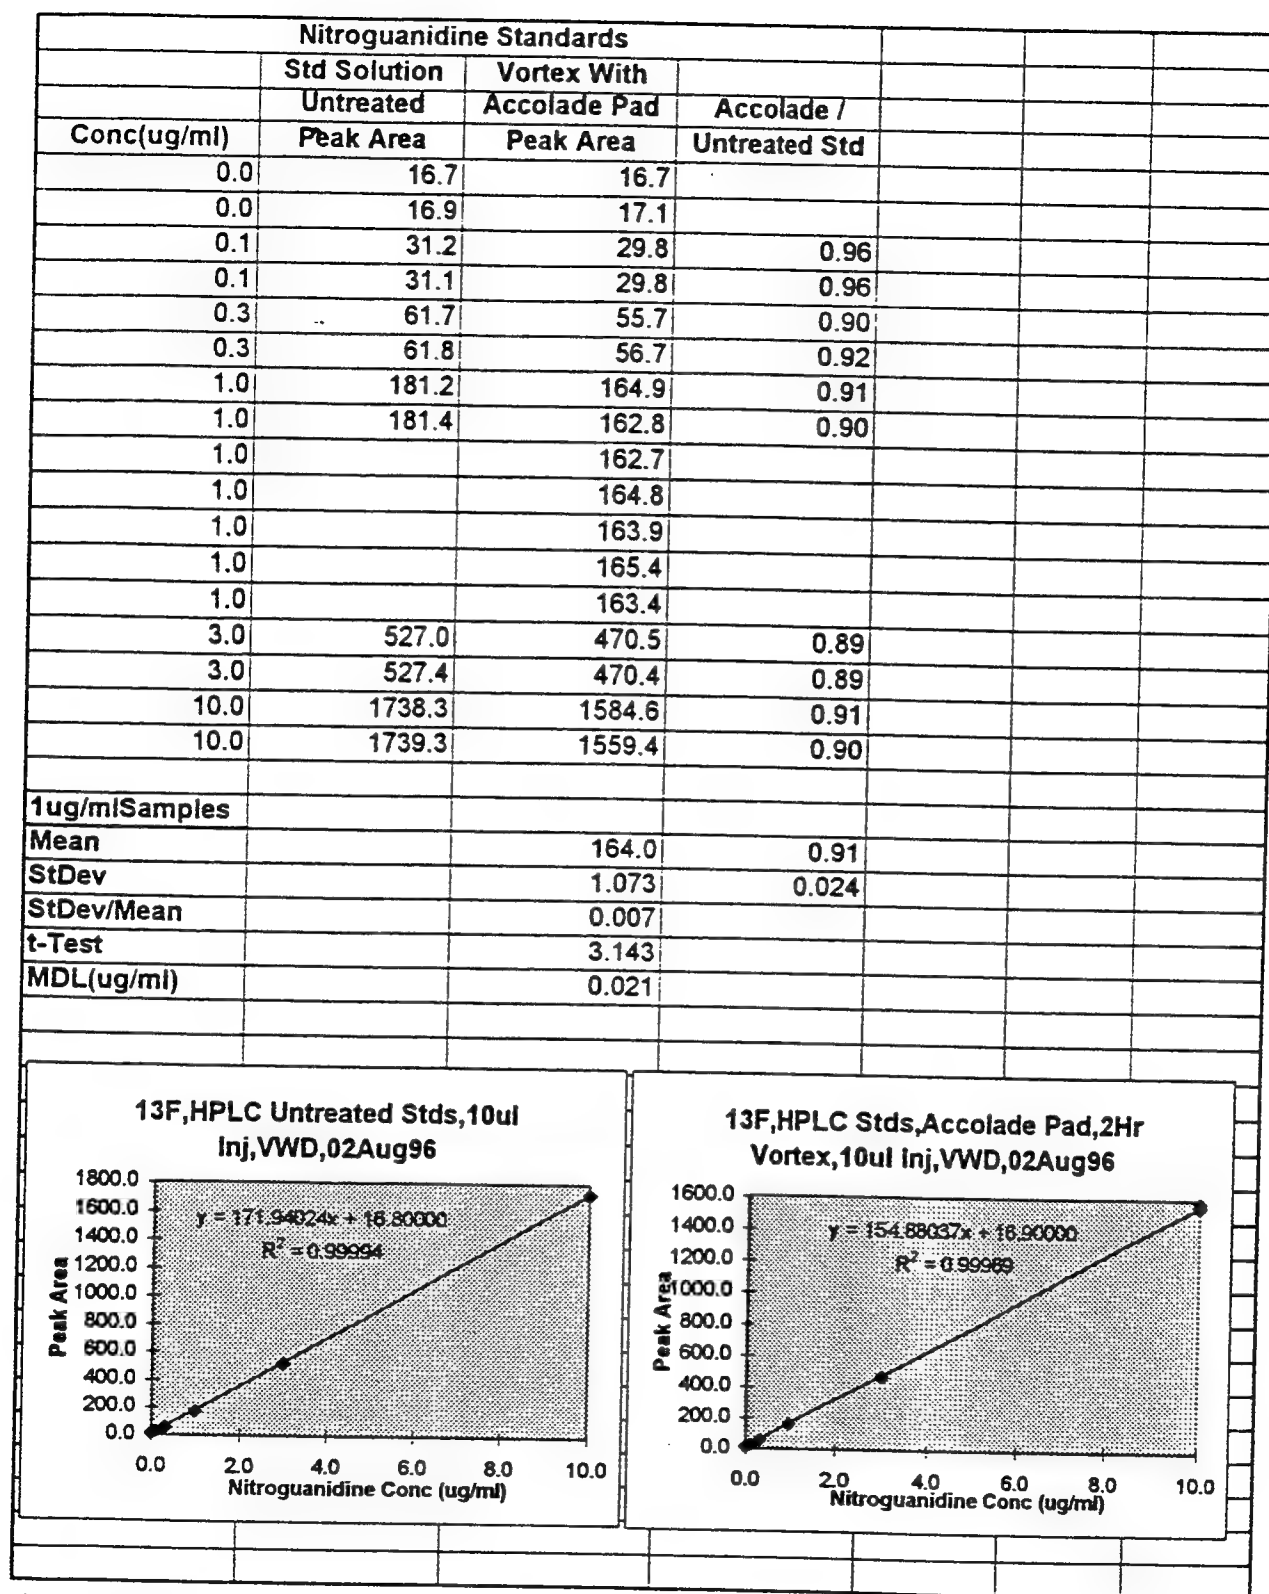 Nitroguanidine Standards
Std Solution Vortex With
Untreated Accolade Pad Accolade /
Conc(ug/ml) Peak Area Peak Area Untreated Std
0.0 16.7 16.7
0.0 16.9 17.1
0.1 31.2 29.8 0.96
0.1 31.1 29.8 0.96
0.3 61.7 55.7 0.90
0.3 61.8 56.7 0.92
1.0 181.2 164.9 0.91
1.0 181.4 162.8 0.90
1.0 162.7
1.0 164.8
1.0 163.9
1.0 165.4
1.0 163.4
3.0 527.0 470.5 0.89
3.0 527.4 470.4 0.89
10.0 1738.3 1584.6 0.91
10.0 1739.3 1559.4 0.90
1ug/mlSamples
Mean 164.0 0.91
StDev 1.073 0.024
StDev/Mean 0.007
t-Test 3.143
MDL(ug/ml) 0.021
13F,HPLC Untreated Stds,10ul
Inj,VWD,02Aug96
1800.0
1600.0
1400.0
1200.0
1000.0
800.0
600.0
400.0
200.0
0.0
Peak Area
y = 171.94024x + 16.80000
R² = 0.99994
0.0 2.0 4.0 6.0 8.0 10.0
Nitroguanidine Conc (ug/ml)
13F,HPLC Stds,Accolade Pad,2Hr
Vortex,10ul Inj,VWD,02Aug96
1600.0
1400.0
1200.0
1000.0
800.0
600.0
400.0
200.0
0.0
Peak Area
y = 154.88037x + 16.90000
R² = 0.99989
0.0 2.0 4.0 6.0 8.0 10.0
Nitroguanidine Conc (ug/ml)